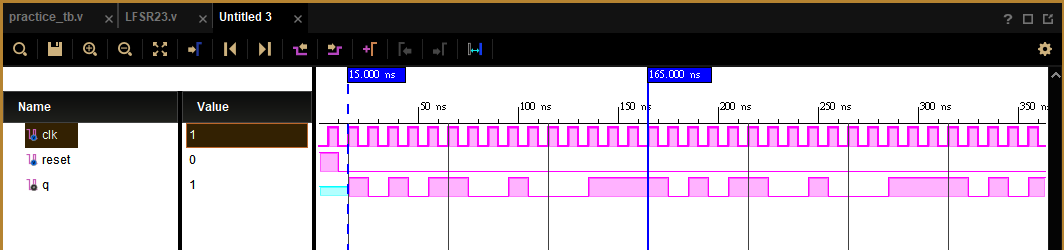 practice_tb.v × LFSR23.v × Untitled 3 ×
?
15.000 ns 165.000 ns
Name Value
50 ns 100 ns 150 ns 200 ns 250 ns 300 ns 350
clk 1
reset 0
q 1